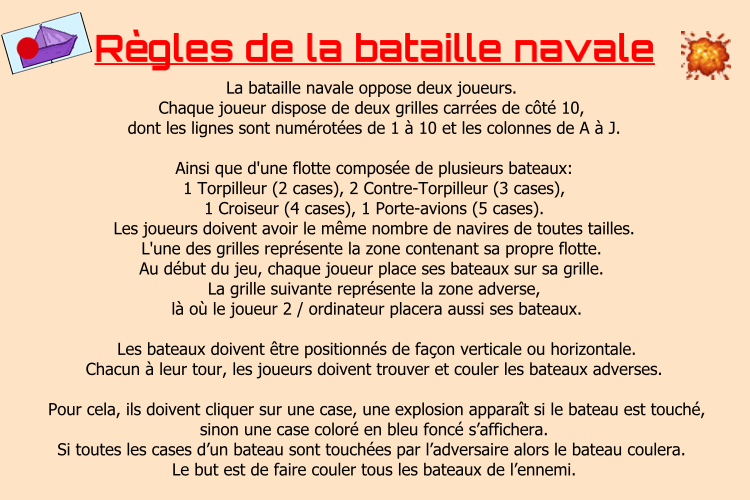 Règles de la bataille navale
La bataille navale oppose deux joueurs.
Chaque joueur dispose de deux grilles carrées de côté 10,
dont les lignes sont numérotées de 1 à 10 et les colonnes de A à J.
Ainsi que d'une flotte composée de plusieurs bateaux:
1 Torpilleur (2 cases), 2 Contre-Torpilleur (3 cases),
1 Croiseur (4 cases), 1 Porte-avions (5 cases).
Les joueurs doivent avoir le même nombre de navires de toutes tailles.
L'une des grilles représente la zone contenant sa propre flotte.
Au début du jeu, chaque joueur place ses bateaux sur sa grille.
La grille suivante représente la zone adverse,
là où le joueur 2 / ordinateur placera aussi ses bateaux.
Les bateaux doivent être positionnés de façon verticale ou horizontale.
Chacun à leur tour, les joueurs doivent trouver et couler les bateaux adverses.
Pour cela, ils doivent cliquer sur une case, une explosion apparaît si le bateau est touché,
sinon une case coloré en bleu foncé s’affichera.
Si toutes les cases d’un bateau sont touchées par l’adversaire alors le bateau coulera.
Le but est de faire couler tous les bateaux de l’ennemi.